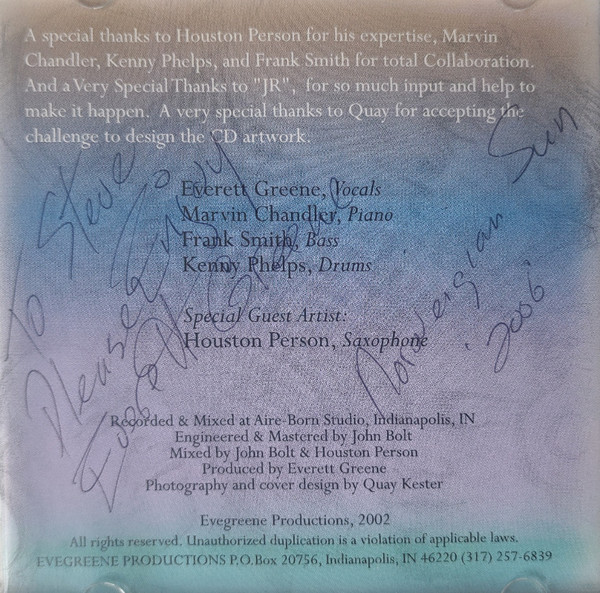 A special thanks to Houston Person for his expertise, Marvin
Chandler, Kenny Phelps, and Frank Smith for total Collaboration.
And a Very Special Thanks to "JR", for so much input and help to
make it happen. A very special thanks to Quay for accepting the
challenge to design the CD artwork.
Everett Greene, Vocals
Marvin Chandler, Piano
Frank Smith, Bass
Kenny Phelps, Drums
Special Guest Artist:
Houston Person, Saxophone
To Steve
Please Enjoy
Everett Greene
Norwegian Sun
2006
Recorded & Mixed at Aire-Born Studio, Indianapolis, IN
Engineered & Mastered by John Bolt
Mixed by John Bolt & Houston Person
Produced by Everett Greene
Photography and cover design by Quay Kester
Evegreene Productions, 2002
All rights reserved. Unauthorized duplication is a violation of applicable laws.
EVEGREENE PRODUCTIONS P.O.Box 20756, Indianapolis, IN 46220 (317) 257-6839